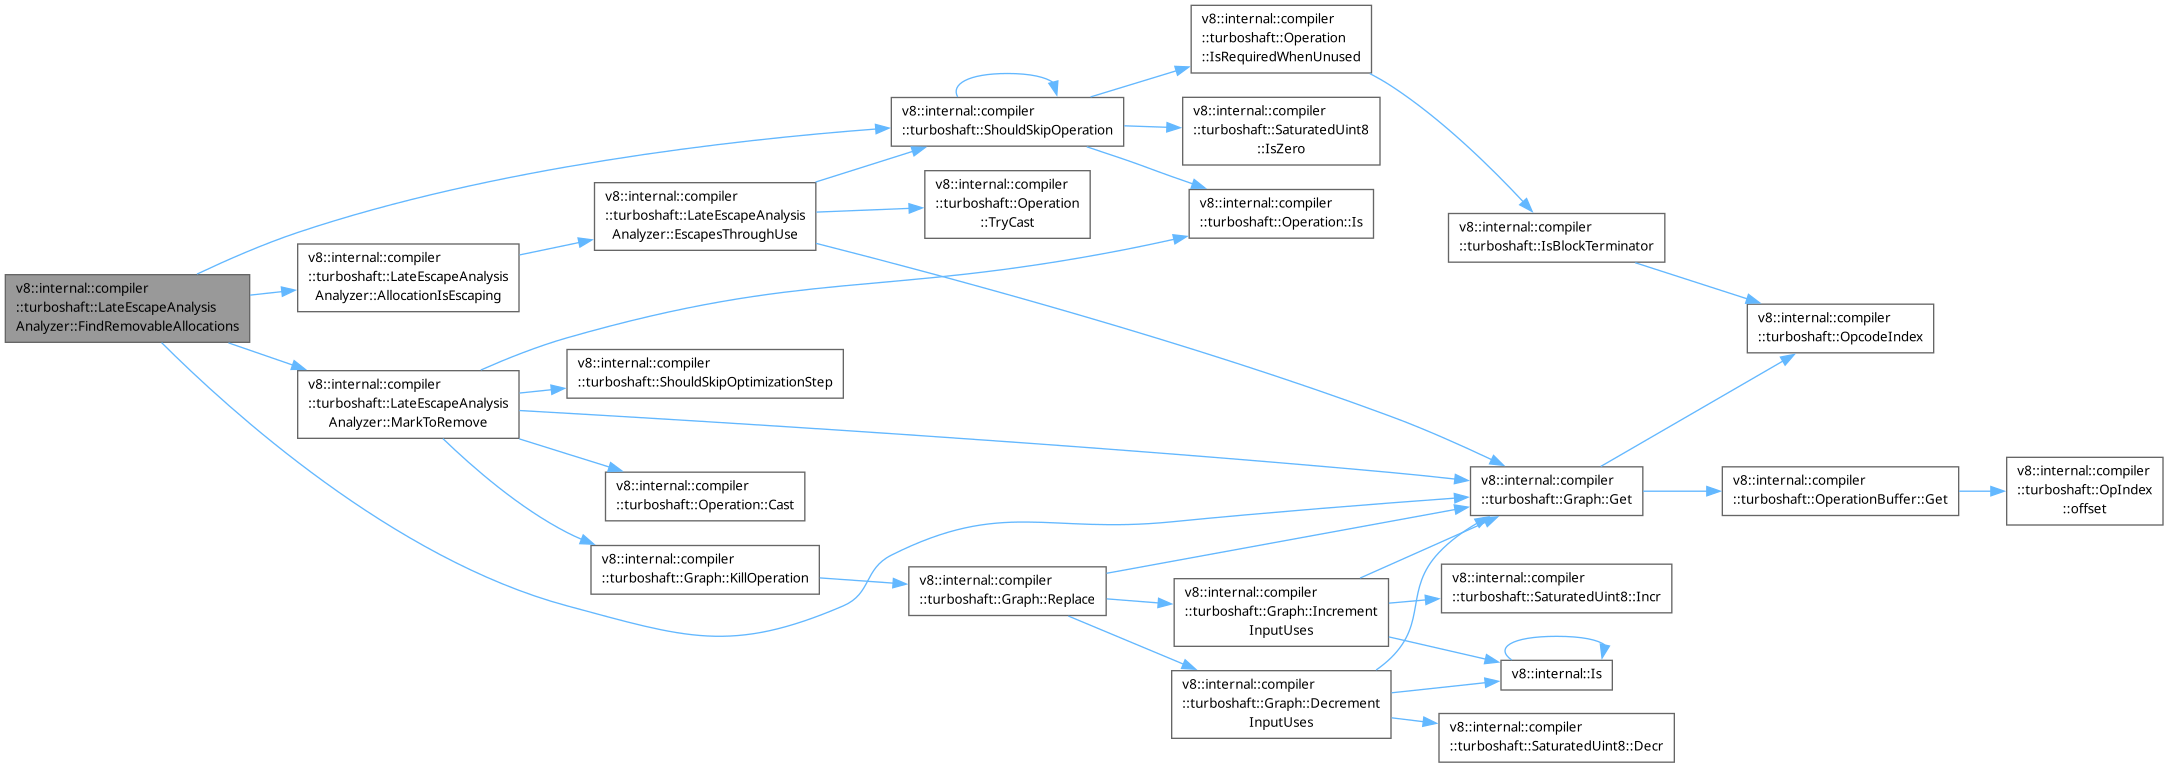 v8::internal::compiler
::turboshaft::LateEscapeAnalysis
Analyzer::FindRemovableAllocations
v8::internal::compiler
::turboshaft::LateEscapeAnalysis
Analyzer::AllocationIsEscaping
v8::internal::compiler
::turboshaft::LateEscapeAnalysis
Analyzer::MarkToRemove
v8::internal::compiler
::turboshaft::LateEscapeAnalysis
Analyzer::EscapesThroughUse
v8::internal::compiler
::turboshaft::ShouldSkipOptimizationStep
v8::internal::compiler
::turboshaft::Operation::Cast
v8::internal::compiler
::turboshaft::Graph::KillOperation
v8::internal::compiler
::turboshaft::ShouldSkipOperation
v8::internal::compiler
::turboshaft::Operation
::TryCast
v8::internal::compiler
::turboshaft::Graph::Replace
v8::internal::compiler
::turboshaft::Operation
::IsRequiredWhenUnused
v8::internal::compiler
::turboshaft::SaturatedUint8
::IsZero
v8::internal::compiler
::turboshaft::Operation::Is
v8::internal::compiler
::turboshaft::Graph::Increment
InputUses
v8::internal::compiler
::turboshaft::Graph::Decrement
InputUses
v8::internal::compiler
::turboshaft::IsBlockTerminator
v8::internal::compiler
::turboshaft::Graph::Get
v8::internal::compiler
::turboshaft::SaturatedUint8::Incr
v8::internal::Is
v8::internal::compiler
::turboshaft::SaturatedUint8::Decr
v8::internal::compiler
::turboshaft::OpcodeIndex
v8::internal::compiler
::turboshaft::OperationBuffer::Get
v8::internal::compiler
::turboshaft::OpIndex
::offset